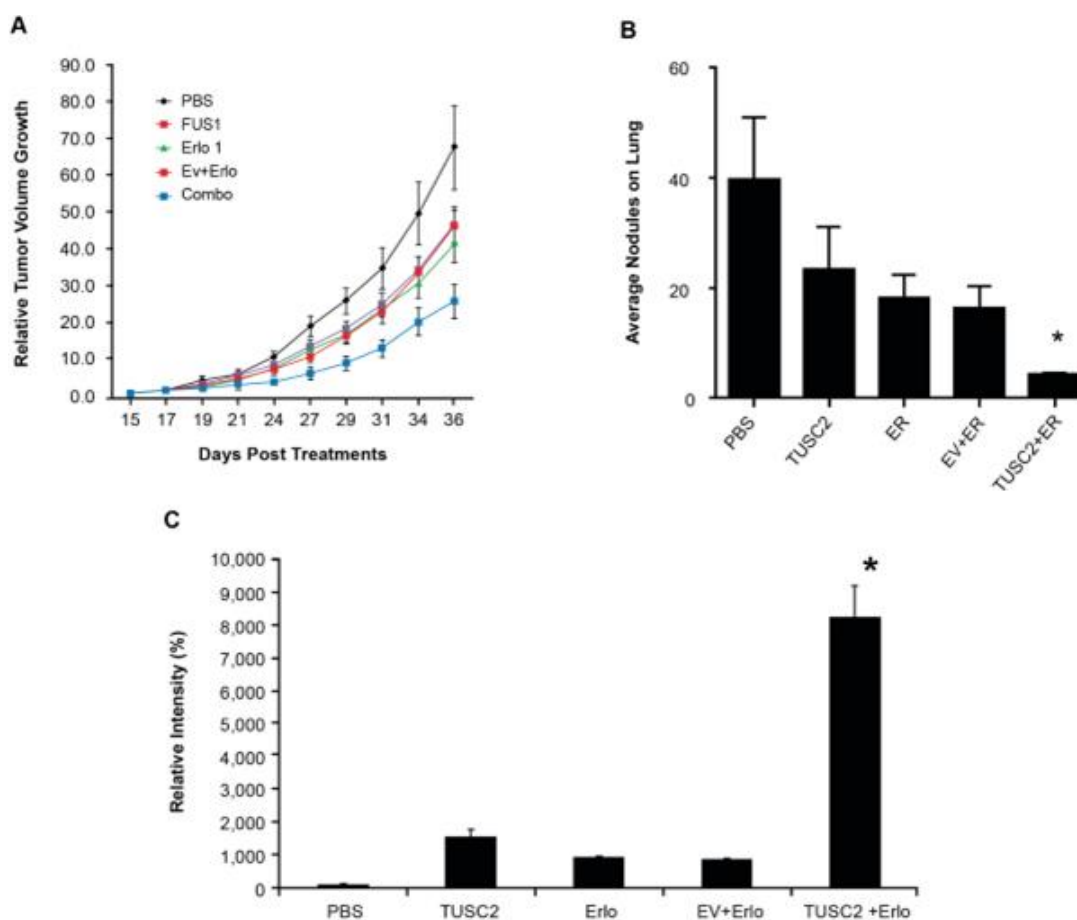 A
Relative Tumor Volume Growth
90.0
80.0
70.0
60.0
50.0
40.0
30.0
20.0
10.0
0.0
PBS
FUS1
Erlo 1
Ev+Erlo
Combo
15 17 19 21 24 27 29 31 34 36
Days Post Treatments
B
Average Nodules on Lung
60
40
20
0
PBS
TUSC2
ER
EV+ER
TUSC2+ER
*
C
Relative Intensity (%)
10,000
9,000
8,000
7,000
6,000
5,000
4,000
3,000
2,000
1,000
0
*
PBS TUSC2 Erlo EV+Erlo TUSC2 +Erlo